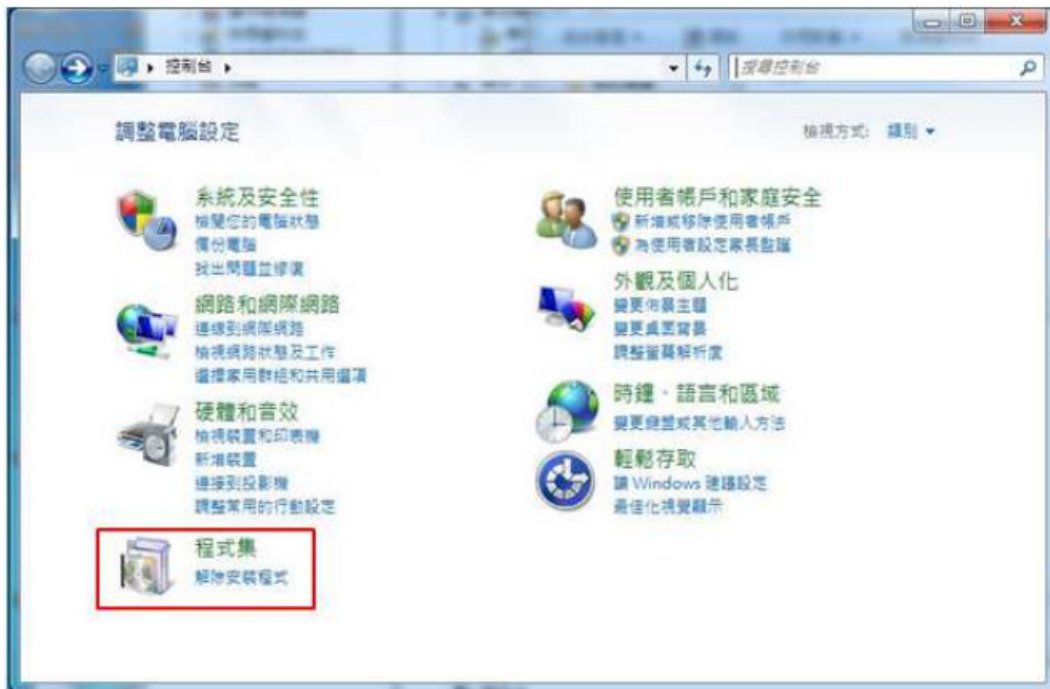 控制台
搜尋控制台
調整電腦設定
檢視方式: 類別
系統及安全性
檢閱您的電腦狀態
備份電腦
找出問題並修復
網路和網際網路
連線到網際網路
檢視網路狀態及工作
選擇家用群組和共用選項
硬體和音效
檢視裝置和印表機
新增裝置
連接到投影機
調整常用的行動設定
程式集
解除安裝程式
使用者帳戶和家庭安全
新增或移除使用者帳戶
為使用者設定家長監護
外觀及個人化
變更佈景主題
變更桌面背景
調整螢幕解析度
時鐘、語言和區域
變更鍵盤或其他輸入方法
輕鬆存取
讓 Windows 建議設定
最佳化視覺顯示